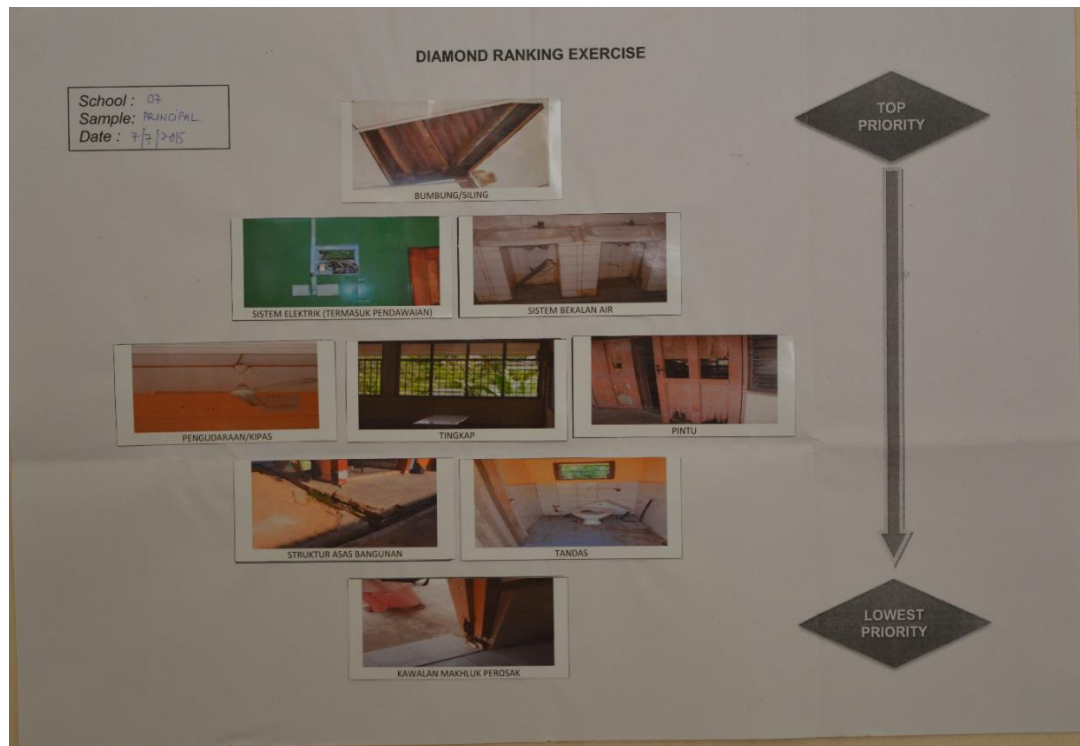 DIAMOND RANKING EXERCISE
School : 07
Sample: PRINCIPAL
Date : 7/7/2015
TOP
PRIORITY
BUMBUNG/SILING
SISTEM ELEKTRIK (TERMASUK PENDAWAIAN)
SISTEM BEKALAN AIR
PENGUDARAAN/KIPAS
TINGKAP
PINTU
STRUKTUR ASAS BANGUNAN
TANDAS
KAWALAN MAKHLUK PEROSAK
LOWEST
PRIORITY